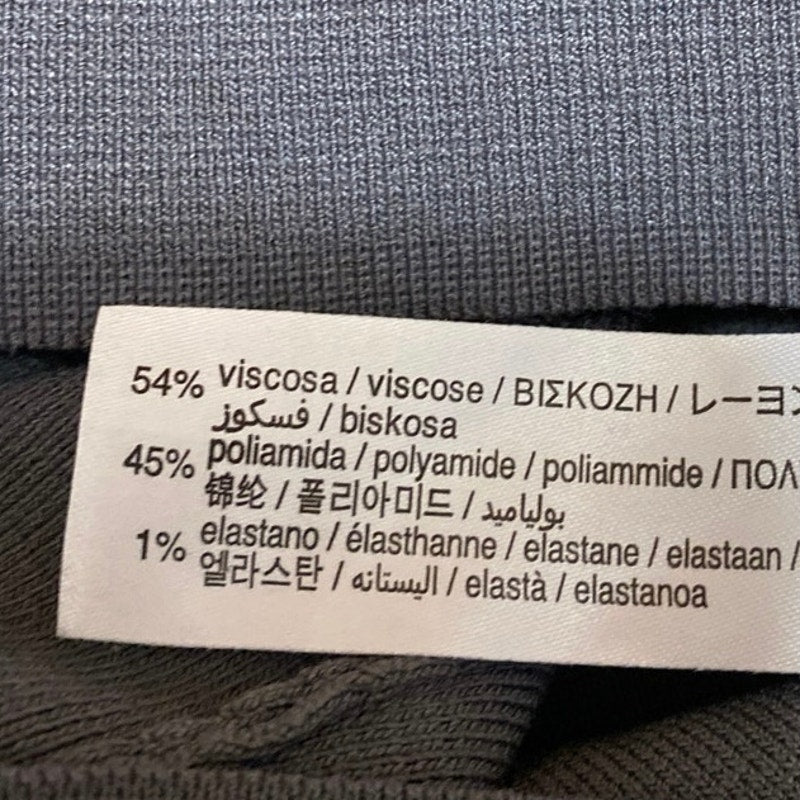 54% viscosa / viscose / ΒΙΣΚΟΖΗ / レーヨン
فسكوز / biskosa
45% poliamida / polyamide / poliammide / ΠΟΛ
锦纶 / 폴리아미드 / بولياميد
1% elastano / élasthanne / elastane / elastaan /
엘라스탄 / اليستانه / elastà / elastanoa